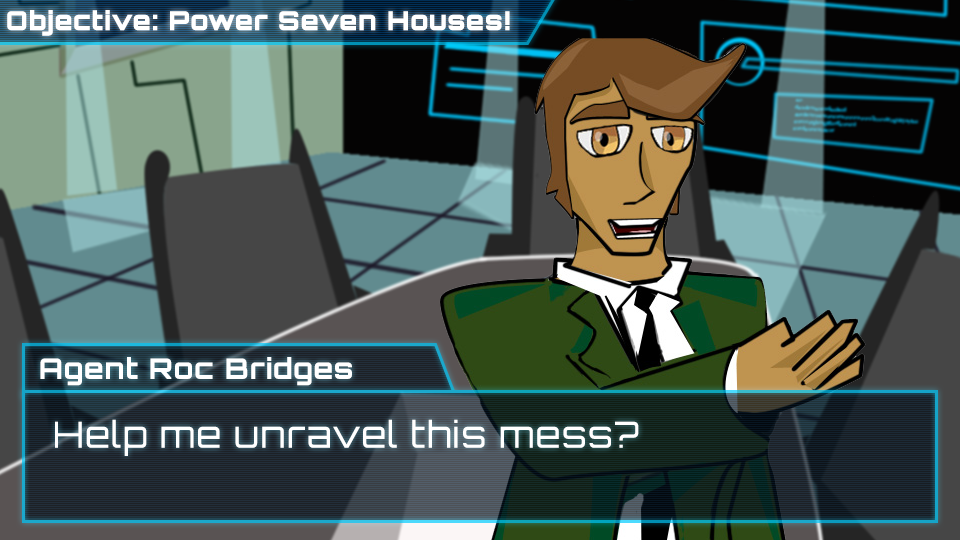 Objective: Power Seven Houses!
Agent Roc Bridges
Help me unravel this mess?